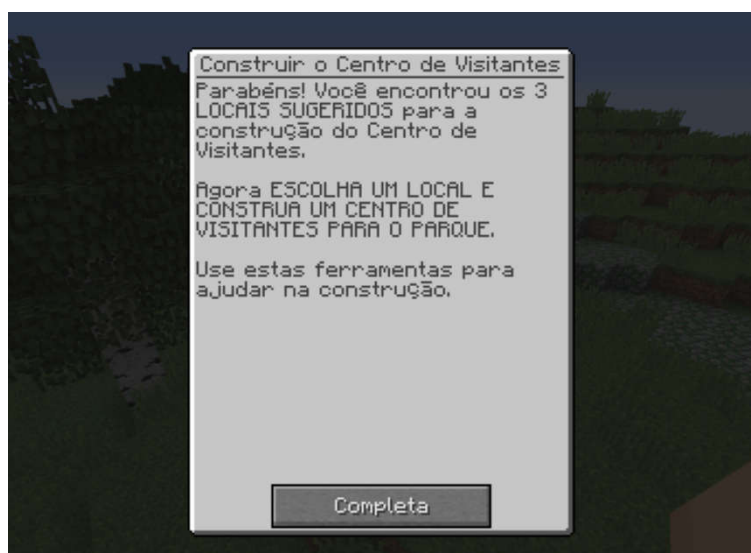 Construir o Centro de Visitantes
Parabéns! Você encontrou os 3
LOCAIS SUGERIDOS para a
construção do Centro de
Visitantes.
Agora ESCOLHA UM LOCAL E
CONSTRUA UM CENTRO DE
VISITANTES PARA O PARQUE.
Use estas ferramentas para
ajudar na construção.
Completa